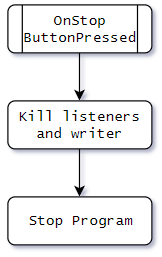 OnStop
ButtonPressed
Kill listeners
and writer
Stop Program